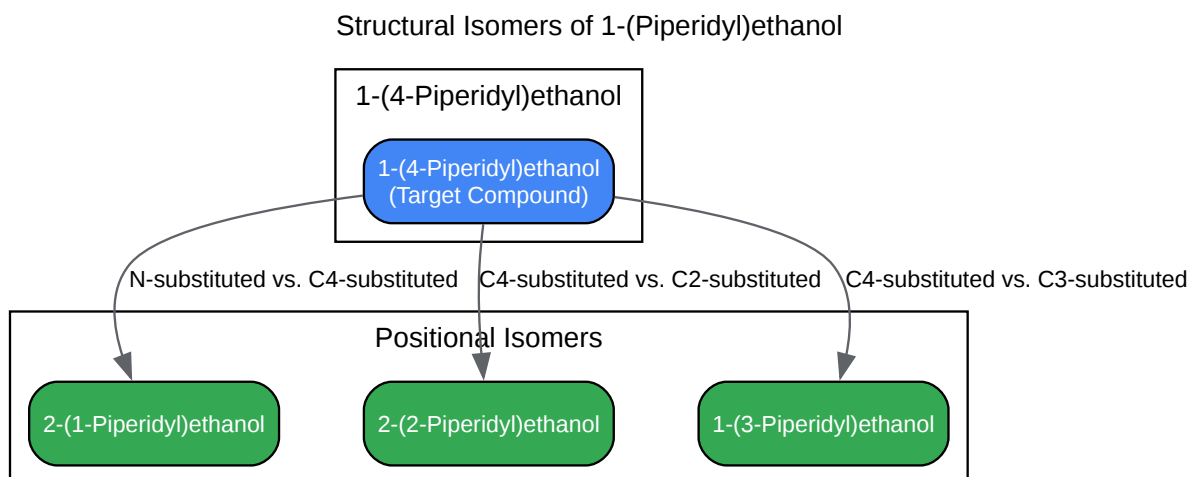 Structural Isomers of 1-(Piperidyl)ethanol
1-(4-Piperidyl)ethanol
1-(4-Piperidyl)ethanol
(Target Compound)
N-substituted vs. C4-substituted
C4-substituted vs. C2-substituted
C4-substituted vs. C3-substituted
Positional Isomers
2-(1-Piperidyl)ethanol
2-(2-Piperidyl)ethanol
1-(3-Piperidyl)ethanol